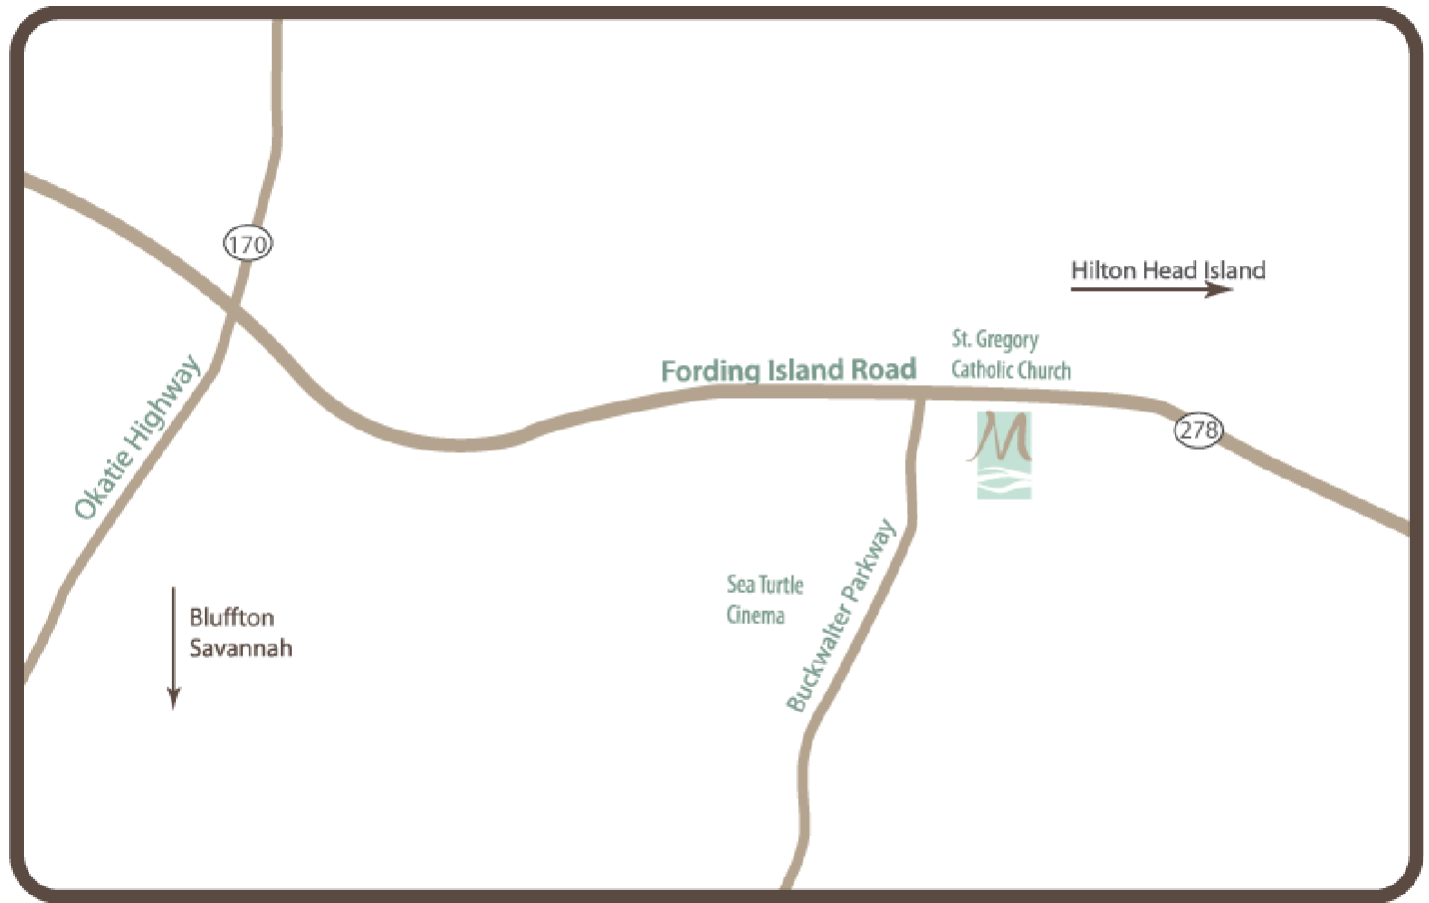 170
Hilton Head Island
St. Gregory
Catholic Church
Fording Island Road
278
M
Okatie Highway
Buckwalter Parkway
Sea Turtle
Cinema
Bluffton
Savannah